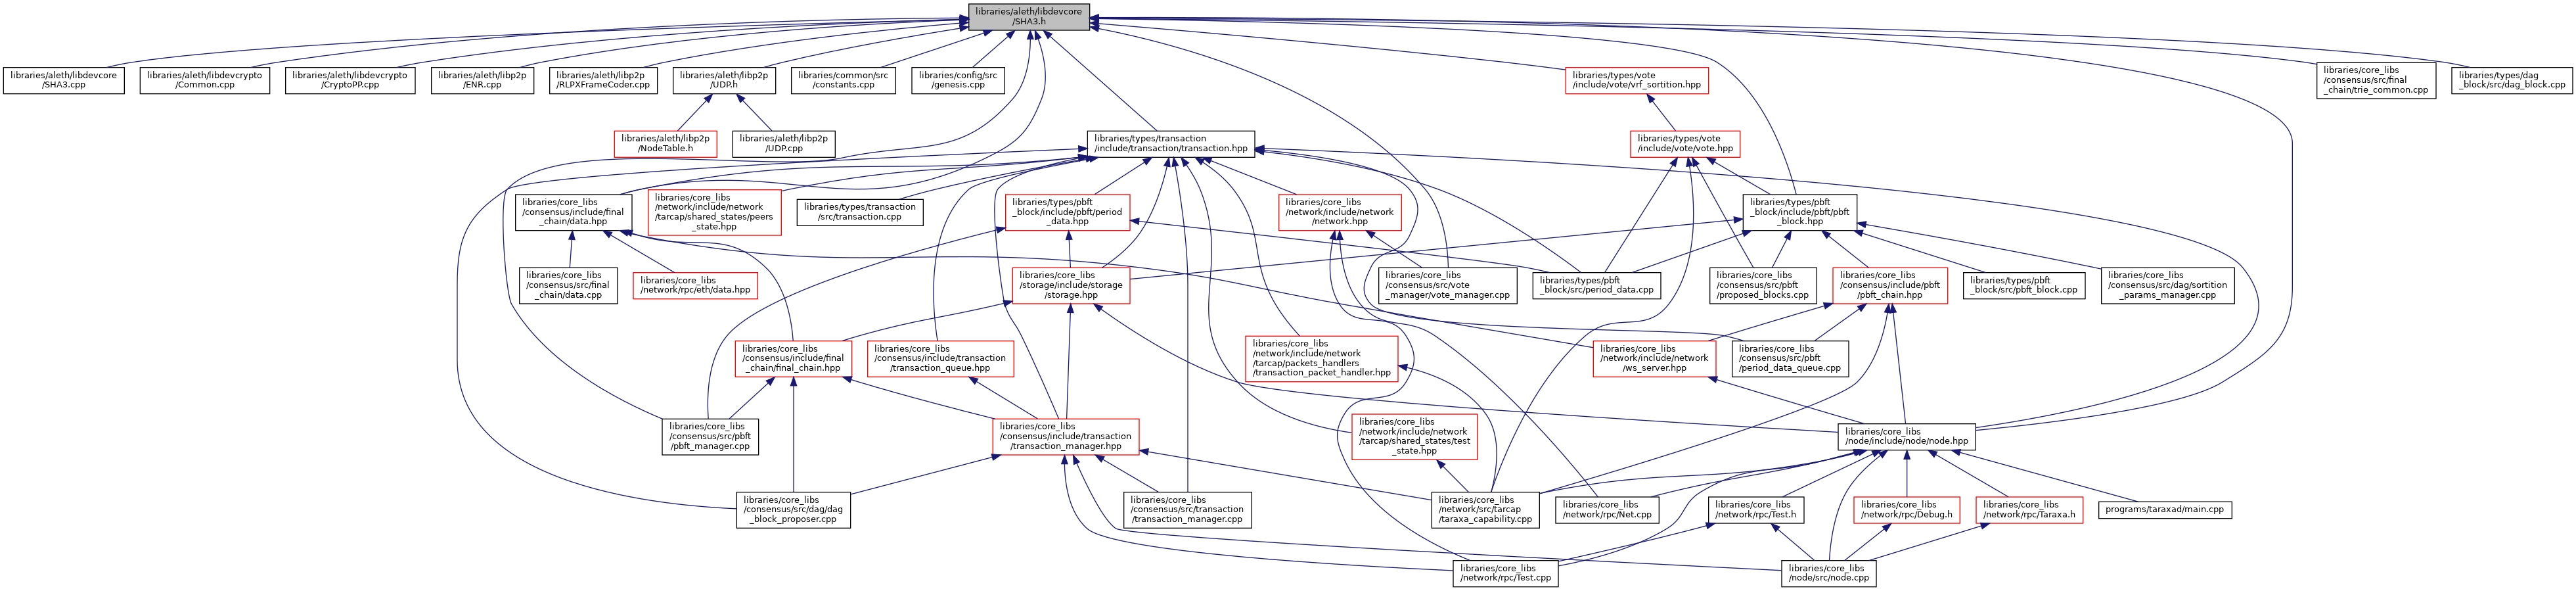 libraries/aleth/libdevcore
/SHA3.h
libraries/aleth/libdevcore
/SHA3.cpp
libraries/aleth/libdevcrypto
/Common.cpp
libraries/aleth/libdevcrypto
/CryptoPP.cpp
libraries/aleth/libp2p
/ENR.cpp
libraries/aleth/libp2p
/RLPXFrameCoder.cpp
libraries/aleth/libp2p
/UDP.h
libraries/common/src
/constants.cpp
libraries/config/src
/genesis.cpp
libraries/types/vote
/include/vote/vrf_sortition.hpp
libraries/core_libs
/consensus/src/final
_chain/trie_common.cpp
libraries/types/dag
_block/src/dag_block.cpp
libraries/aleth/libp2p
/NodeTable.h
libraries/aleth/libp2p
/UDP.cpp
libraries/types/transaction
/include/transaction/transaction.hpp
libraries/types/vote
/include/vote/vote.hpp
libraries/core_libs
/consensus/include/final
_chain/data.hpp
libraries/core_libs
/network/include/network
/tarcap/shared_states/peers
_state.hpp
libraries/types/transaction
/src/transaction.cpp
libraries/types/pbft
_block/include/pbft/period
_data.hpp
libraries/core_libs
/network/include/network
/network.hpp
libraries/types/pbft
_block/include/pbft/pbft
_block.hpp
libraries/core_libs
/consensus/src/final
_chain/data.cpp
libraries/core_libs
/network/rpc/eth/data.hpp
libraries/core_libs
/storage/include/storage
/storage.hpp
libraries/core_libs
/consensus/src/vote
_manager/vote_manager.cpp
libraries/types/pbft
_block/src/period_data.cpp
libraries/core_libs
/consensus/src/pbft
/proposed_blocks.cpp
libraries/core_libs
/consensus/include/pbft
/pbft_chain.hpp
libraries/types/pbft
_block/src/pbft_block.cpp
libraries/core_libs
/consensus/src/dag/sortition
_params_manager.cpp
libraries/core_libs
/consensus/include/final
_chain/final_chain.hpp
libraries/core_libs
/consensus/include/transaction
/transaction_queue.hpp
libraries/core_libs
/network/include/network
/tarcap/packets_handlers
/transaction_packet_handler.hpp
libraries/core_libs
/network/include/network
/ws_server.hpp
libraries/core_libs
/consensus/src/pbft
/period_data_queue.cpp
libraries/core_libs
/consensus/src/pbft
/pbft_manager.cpp
libraries/core_libs
/consensus/include/transaction
/transaction_manager.hpp
libraries/core_libs
/network/include/network
/tarcap/shared_states/test
_state.hpp
libraries/core_libs
/node/include/node/node.hpp
libraries/core_libs
/consensus/src/dag/dag
_block_proposer.cpp
libraries/core_libs
/consensus/src/transaction
/transaction_manager.cpp
libraries/core_libs
/network/src/tarcap
/taraxa_capability.cpp
libraries/core_libs
/network/rpc/Net.cpp
libraries/core_libs
/network/rpc/Test.h
libraries/core_libs
/network/rpc/Debug.h
libraries/core_libs
/network/rpc/Taraxa.h
programs/taraxad/main.cpp
libraries/core_libs
/network/rpc/Test.cpp
libraries/core_libs
/node/src/node.cpp